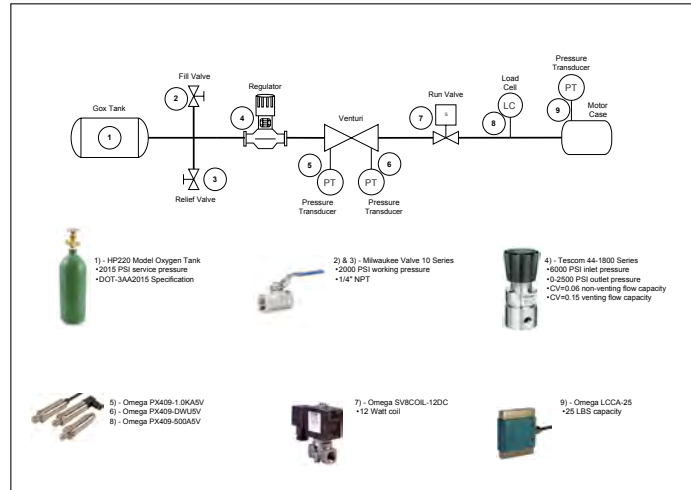 Fill Valve
2
Gox Tank
1
3
Relief Valve
Regulator
4
Venturi
5
PT
Pressure
Transducer
PT
6
Pressure
Transducer
Run Valve
7
S
Load
Cell
LC
8
Pressure
Transducer
PT
9
Motor
Case
1) - HP220 Model Oxygen Tank
•2015 PSI service pressure
•DOT-3AA2015 Specification
2) & 3) - Milwaukee Valve 10 Series
•2000 PSI working pressure
•1/4" NPT
4) - Tescom 44-1800 Series
•6000 PSI inlet pressure
•0-2500 PSI outlet pressure
•CV=0.06 non-venting flow capacity
•CV=0.15 venting flow capacity
5) - Omega PX409-1.0KA5V
6) - Omega PX409-DWU5V
8) - Omega PX409-500A5V
7) - Omega SV8COIL-12DC
•12 Watt coil
9) - Omega LCCA-25
•25 LBS capacity